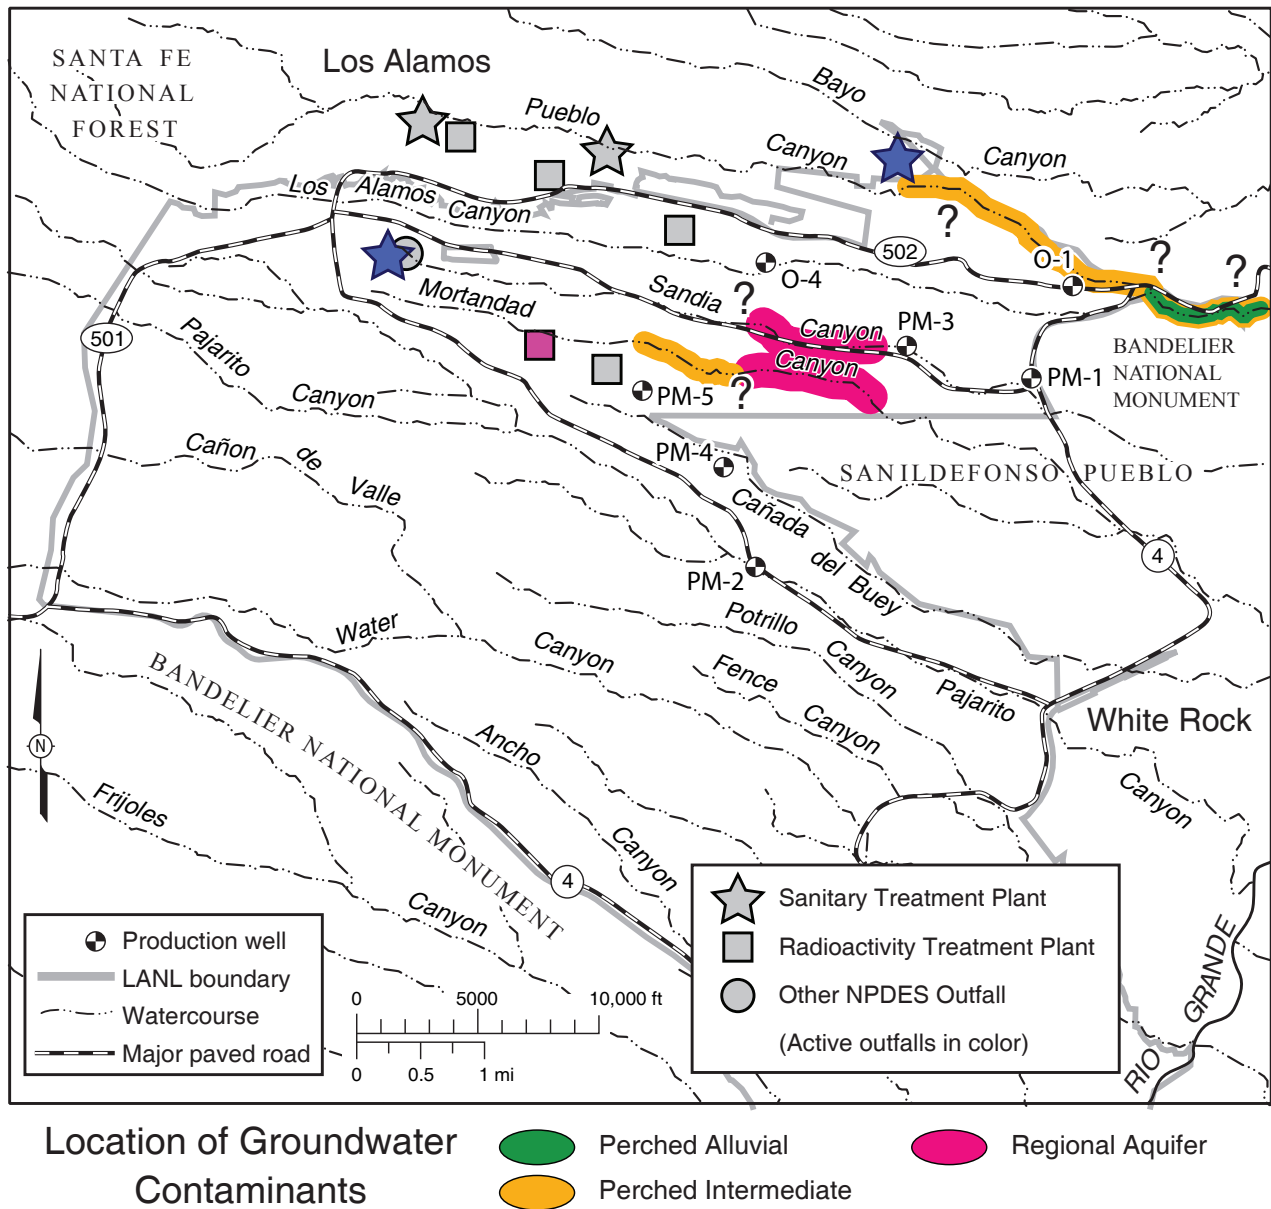 SANTA FE
NATIONAL
FOREST
Los Alamos
Bayo
Canyon
Pueblo
Canyon
Los Alamos Canyon
?
502
O-1
?
?
O-4
Mortandad
Sandia
?
Canyon
PM-3
Canyon
501
Pajarito
Canyon
?
PM-5
PM-1
BANDELIER
NATIONAL
MONUMENT
Cañon de Valle
PM-4
SANILDEFONSO PUEBLO
Cañada
del Buey
4
PM-2
Water
Canyon
Potrillo
Canyon
Fence
Canyon
Pajarito
White Rock
Canyon
BANDELIER NATIONAL MONUMENT
N
Ancho
Canyon
Frijoles
Canyon
4
RIO GRANDE
Production well
LANL boundary
Watercourse
Major paved road
0 5000 10,000 ft
0 0.5 1 mi
Sanitary Treatment Plant
Radioactivity Treatment Plant
Other NPDES Outfall
(Active outfalls in color)
Location of Groundwater
Contaminants
Perched Alluvial
Perched Intermediate
Regional Aquifer